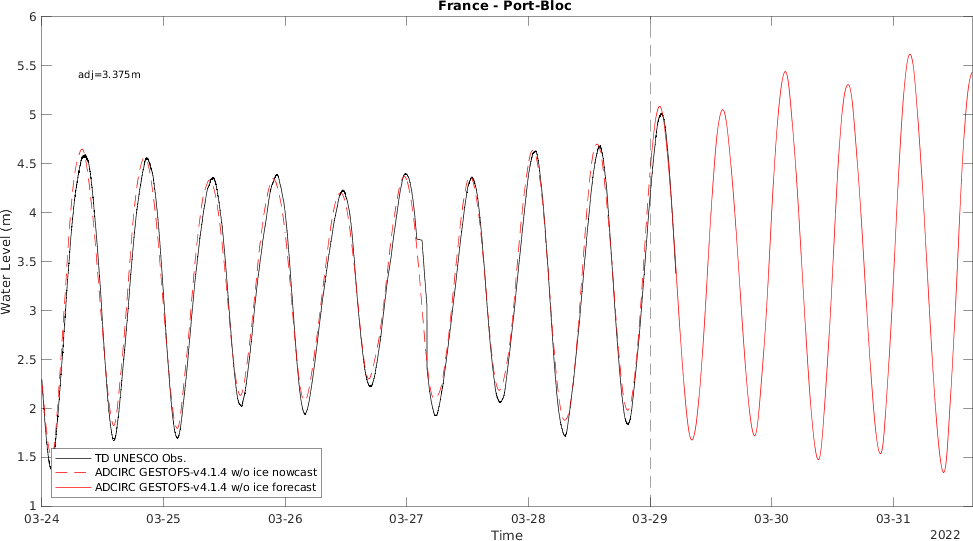 France - Port-Bloc
adj=3.375m
Water Level (m)
6
5.5
5
4.5
4
3.5
3
2.5
2
1.5
1
TD UNESCO Obs.
ADCIRC GESTOFS-v4.1.4 w/o ice nowcast
ADCIRC GESTOFS-v4.1.4 w/o ice forecast
03-24 03-25 03-26 03-27 03-28 03-29 03-30 03-31
Time
2022